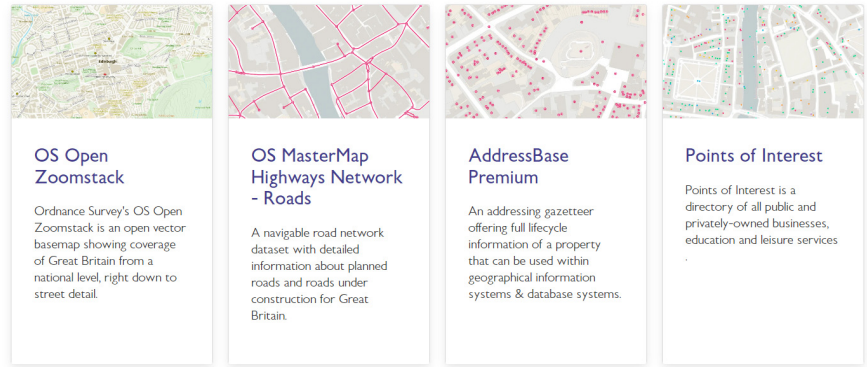 Edinburgh
OS Open
Zoomstack
Ordnance Survey's OS Open
Zoomstack is an open vector
basemap showing coverage
of Great Britain from a
national level, right down to
street detail.
OS MasterMap
Highways Network
- Roads
A navigable road network
dataset with detailed
information about planned
roads and roads under
construction for Great
Britain.
AddressBase
Premium
An addressing gazetteer
offering full lifecycle
information of a property
that can be used within
geographical information
systems & database systems.
Points of Interest
Points of Interest is a
directory of all public and
privately-owned businesses,
education and leisure services
.